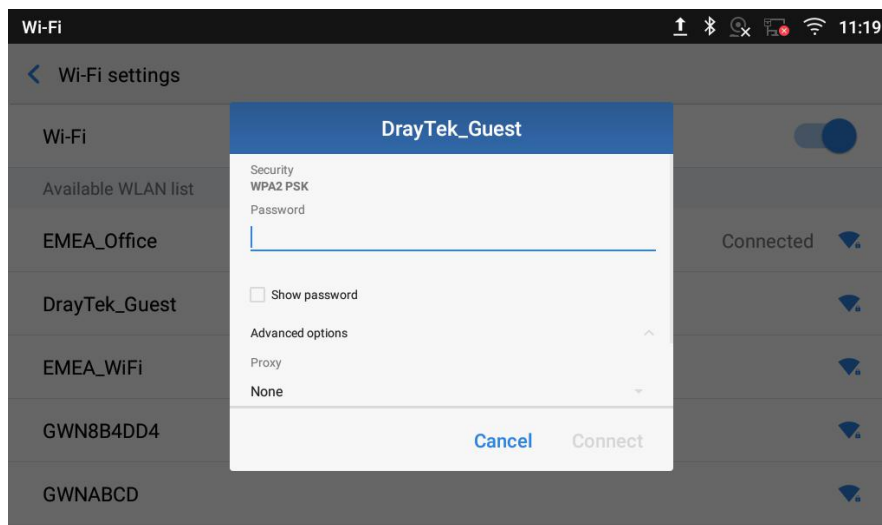 Wi-Fi 11:19
Wi-Fi settings
DrayTek_Guest
Wi-Fi
Security
WPA2 PSK
Available WLAN list
Password
EMEA_Office Connected
Show password
DrayTek_Guest
Advanced options
EMEA_WiFi
Proxy
None
GWN8B4DD4
Cancel Connect
GWNABCD